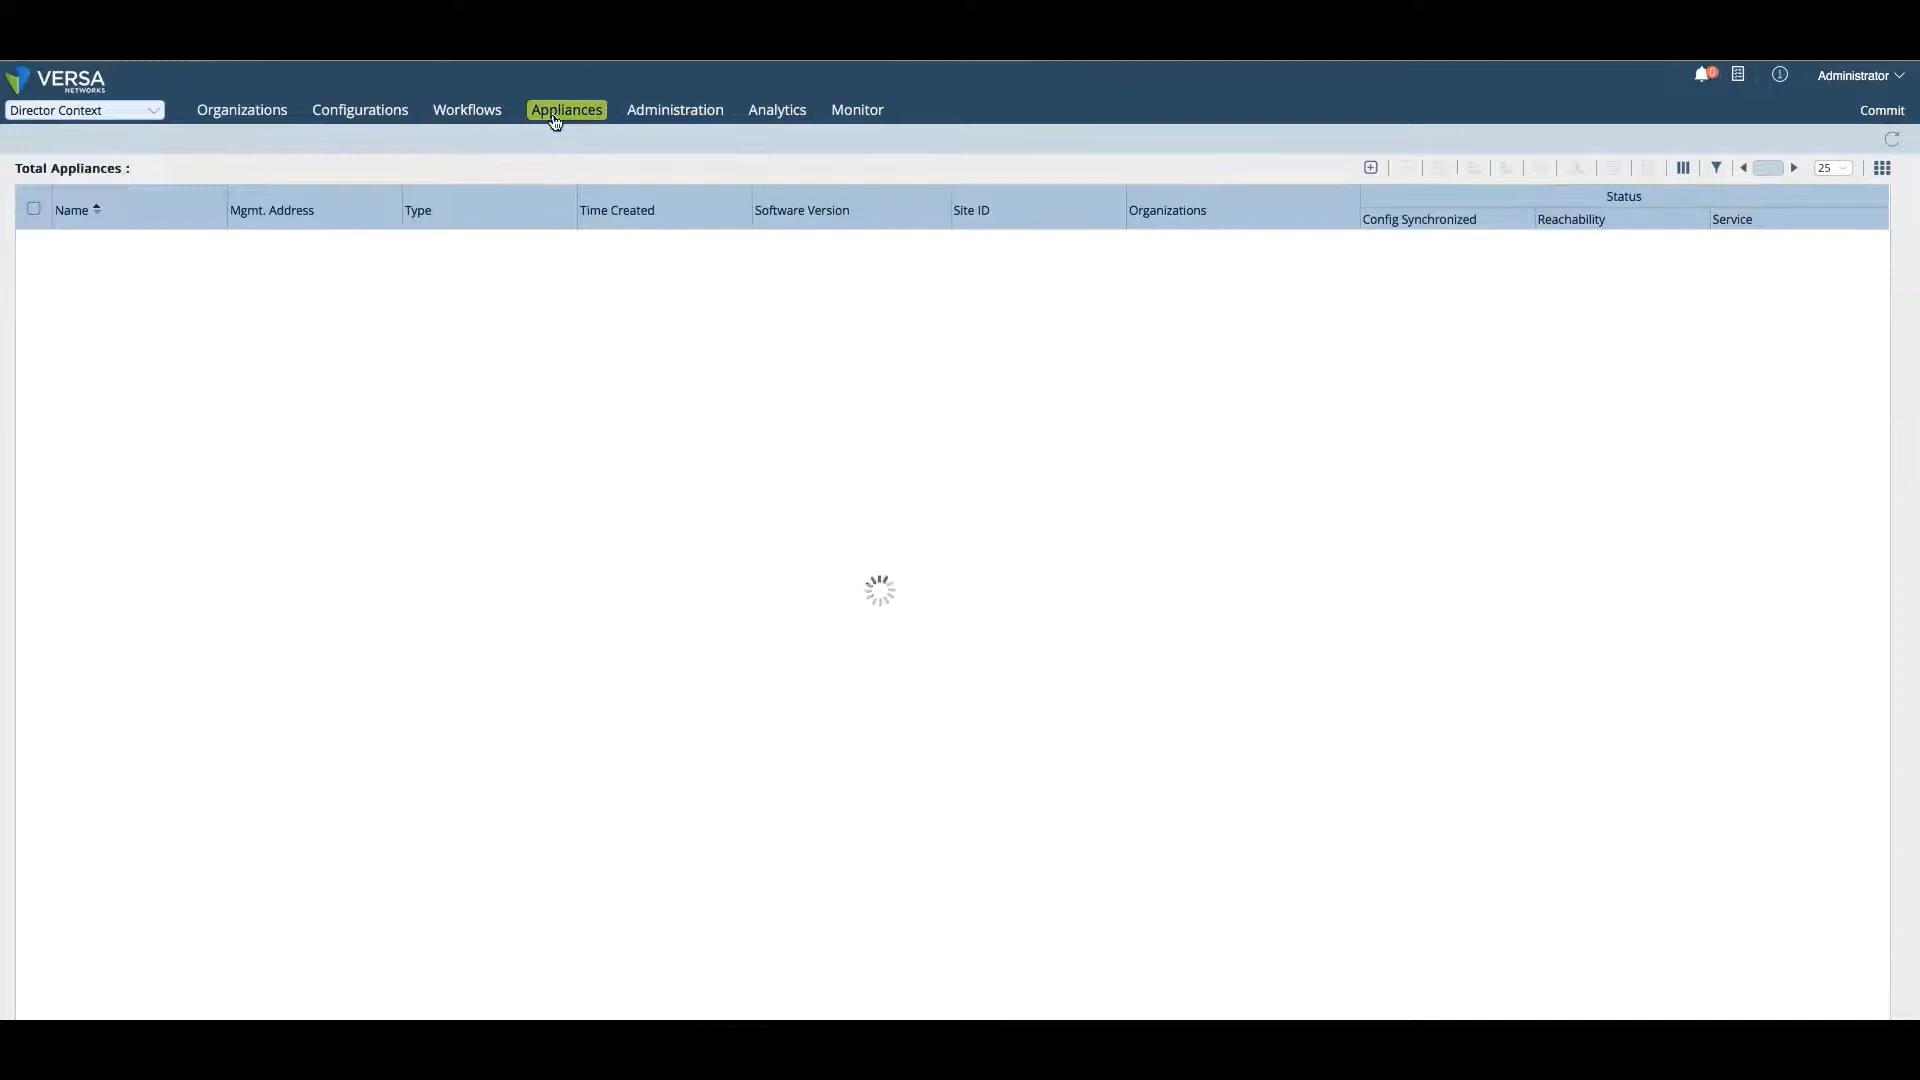 VERSA
NETWORKS
0
Administrator
Director Context
Organizations
Configurations
Workflows
Appliances
Administration
Analytics
Monitor
Commit
Total Appliances :
25
Name
Mgmt. Address
Type
Time Created
Software Version
Site ID
Organizations
Status
Config Synchronized
Reachability
Service